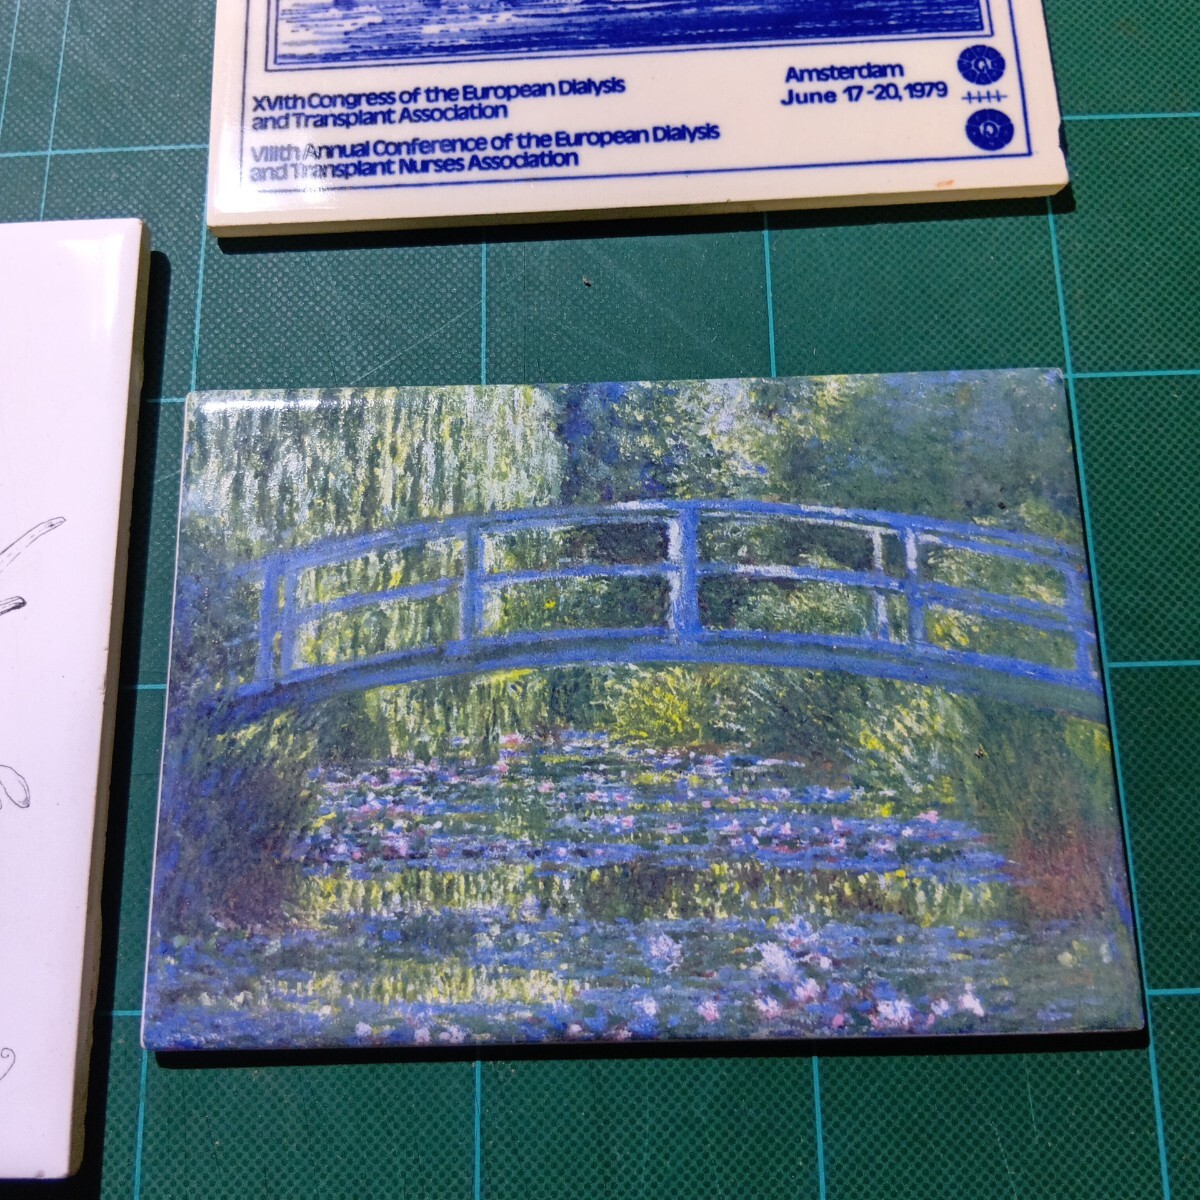 XVIth Congress of the European Dialysis
and Transplant Association
VIIIth Annual Conference of the European Dialysis
and Transplant Nurses Association
Amsterdam
June 17-20, 1979